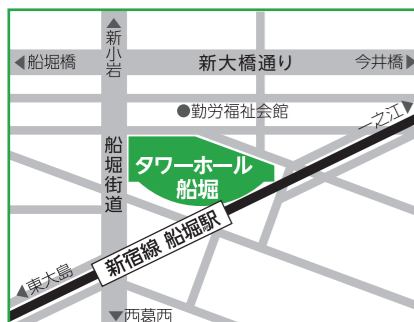 ▲新小岩
◀船堀橋
新大橋通り
今井橋▶
●勤労福祉会館
一之江▶
船堀街道
タワーホール
船堀
新宿線 船堀駅
◀東大島
▼西葛西